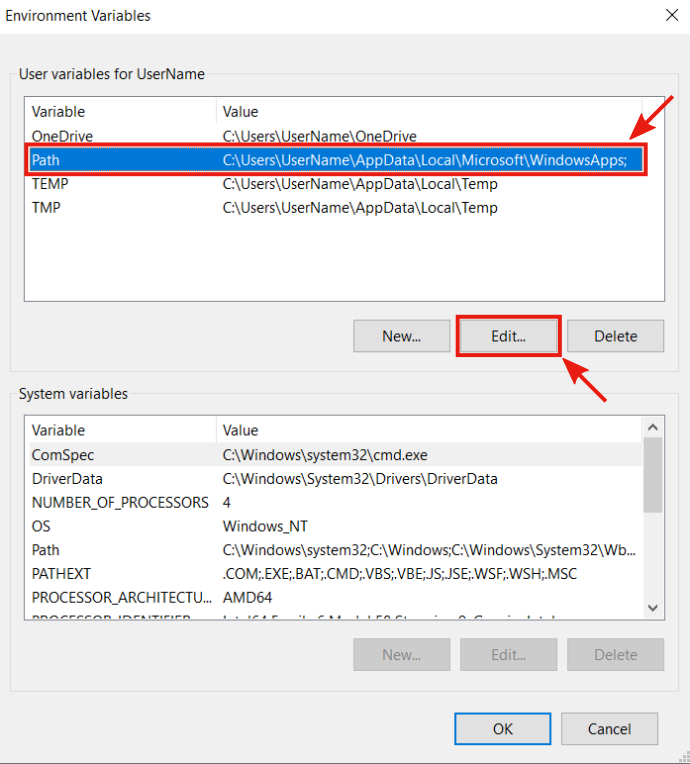 Environment Variables
User variables for UserName
Variable Value
OneDrive C:\Users\UserName\OneDrive
Path C:\Users\UserName\AppData\Local\Microsoft\WindowsApps;
TEMP C:\Users\UserName\AppData\Local\Temp
TMP C:\Users\UserName\AppData\Local\Temp
New... Edit... Delete
System variables
Variable Value
ComSpec C:\Windows\system32\cmd.exe
DriverData C:\Windows\System32\Drivers\DriverData
NUMBER_OF_PROCESSORS 4
OS Windows_NT
Path C:\Windows\system32;C:\Windows;C:\Windows\System32\Wb...
PATHEXT .COM;.EXE;.BAT;.CMD;.VBS;.VBE;JS;JSE;.WSF;.WSH;.MSC
PROCESSOR_ARCHITECTU... AMD64
PROCESSOR_IDENTIFIER
New... Edit... Delete
OK Cancel